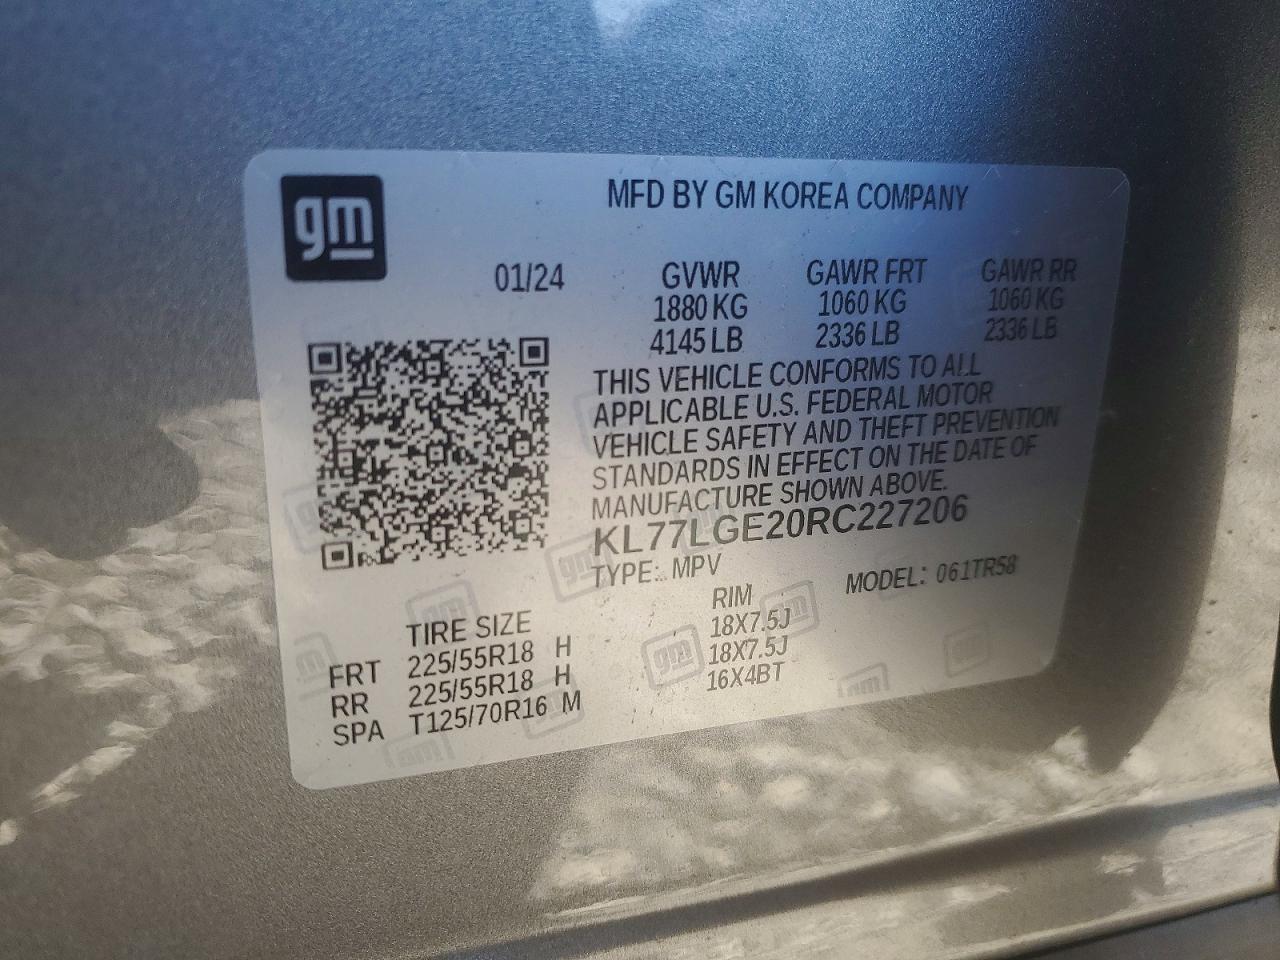 gm
MFD BY GM KOREA COMPANY
01/24 GVWR GAWR FRT GAWR RR
1880 KG 1060 KG 1060 KG
4145 LB 2336 LB 2336 LB
THIS VEHICLE CONFORMS TO ALL
APPLICABLE U.S. FEDERAL MOTOR
VEHICLE SAFETY AND THEFT PREVENTION
STANDARDS IN EFFECT ON THE DATE OF
MANUFACTURE SHOWN ABOVE.
KL77LGE20RC227206
TYPE: MPV MODEL: 061TR58
TIRE SIZE RIM
FRT 225/55R18 H 18X7.5J
RR 225/55R18 H 18X7.5J
SPA T125/70R16 M 16X4BT